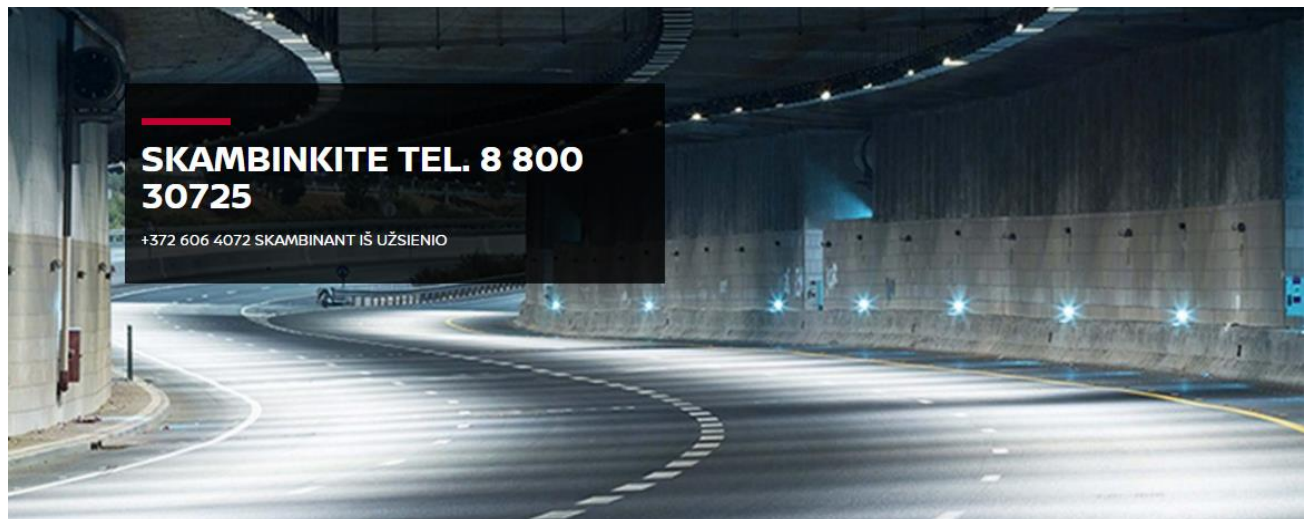 SKAMBINKITE TEL. 8 800
30725
+372 606 4072 SKAMBINANT IŠ UŽSIENIO